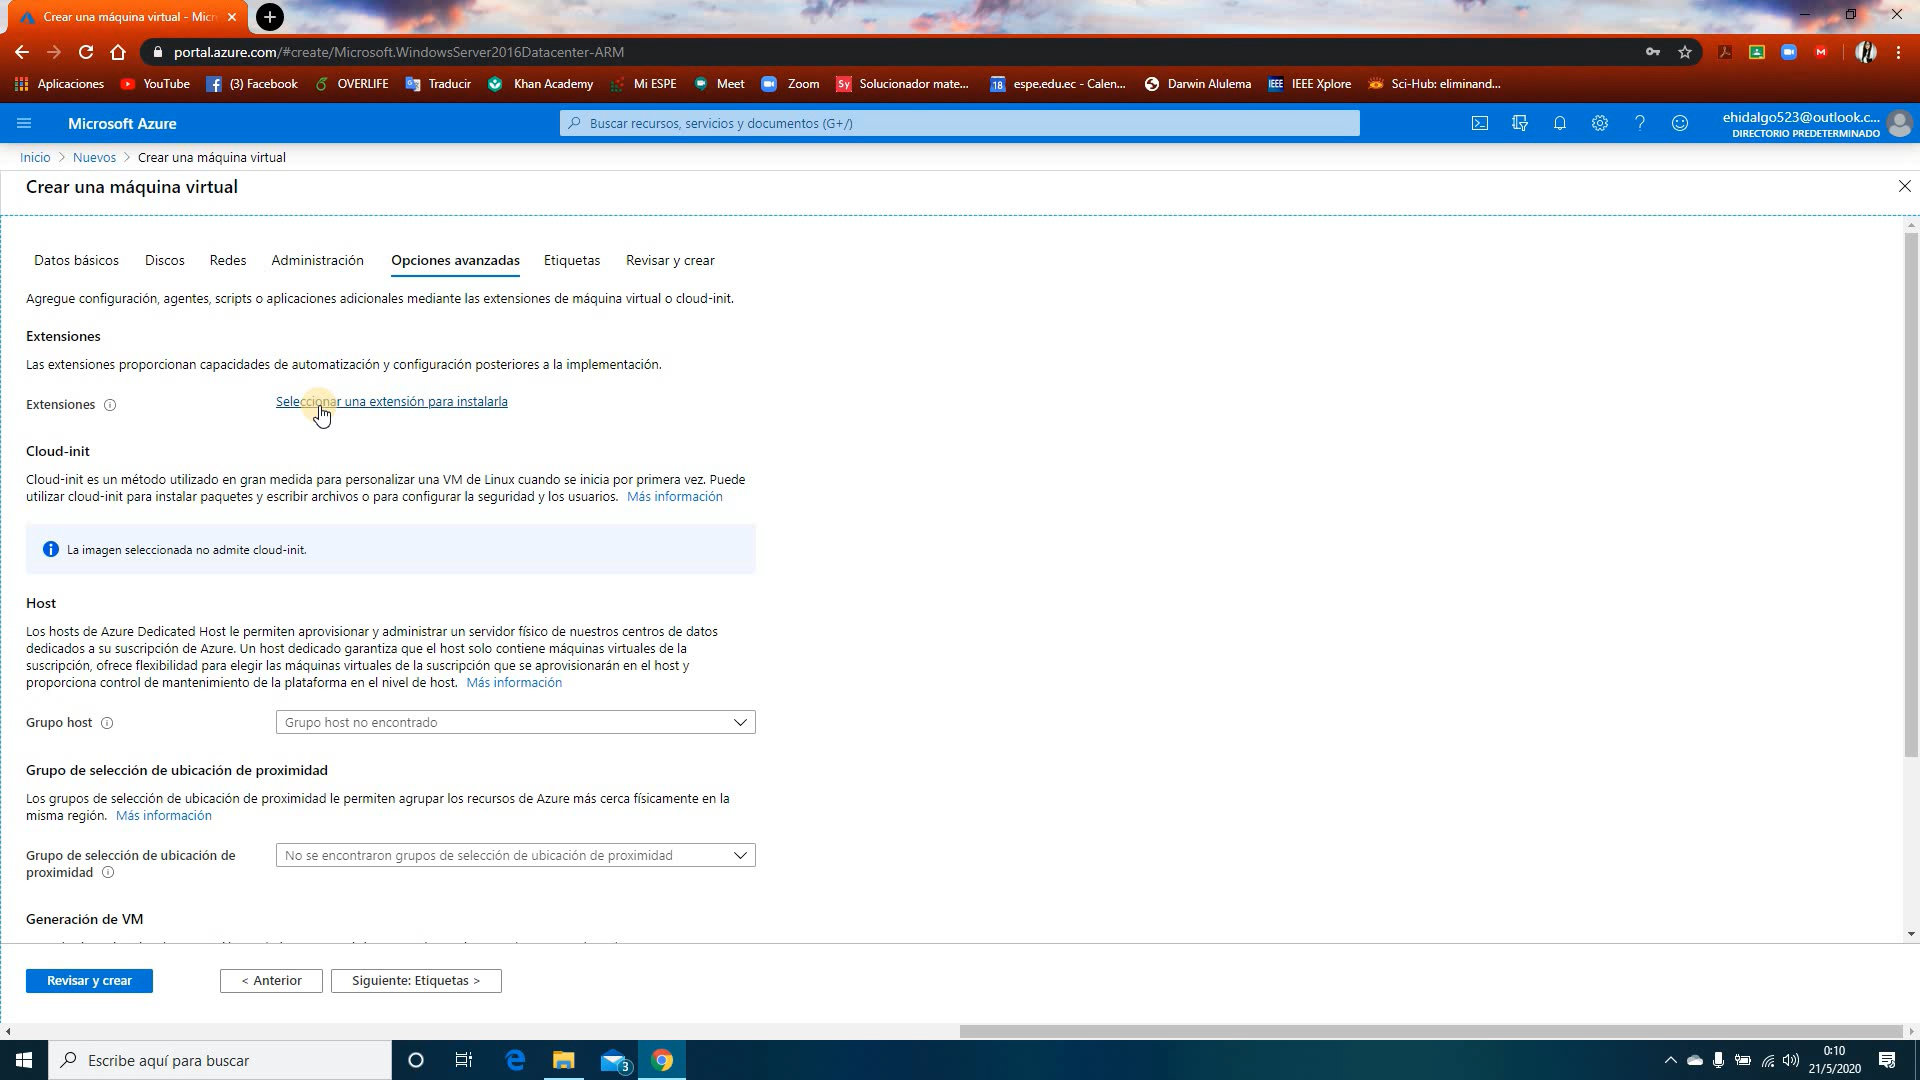 Crear una máquina virtual - Micr
portal.azure.com/#create/Microsoft.WindowsServer2016Datacenter-ARM
Aplicaciones YouTube (3) Facebook OVERLIFE Traducir Khan Academy Mi ESPE Meet Zoom Solucionador mate... espe.edu.ec - Calen... Darwin Alulema IEEE Xplore Sci-Hub: eliminand...
Microsoft Azure
Buscar recursos, servicios y documentos (G+/)
ehidalgo523@outlook.c...
DIRECTORIO PREDETERMINADO
Inicio > Nuevos > Crear una máquina virtual
Crear una máquina virtual
Datos básicos Discos Redes Administración Opciones avanzadas Etiquetas Revisar y crear
Agregue configuración, agentes, scripts o aplicaciones adicionales mediante las extensiones de máquina virtual o cloud-init.
Extensiones
Las extensiones proporcionan capacidades de automatización y configuración posteriores a la implementación.
Extensiones Seleccionar una extensión para instalarla
Cloud-init
Cloud-init es un método utilizado en gran medida para personalizar una VM de Linux cuando se inicia por primera vez. Puede
utilizar cloud-init para instalar paquetes y escribir archivos o para configurar la seguridad y los usuarios. Más información
La imagen seleccionada no admite cloud-init.
Host
Los hosts de Azure Dedicated Host le permiten aprovisionar y administrar un servidor físico de nuestros centros de datos
dedicados a su suscripción de Azure. Un host dedicado garantiza que el host solo contiene máquinas virtuales de la
suscripción, ofrece flexibilidad para elegir las máquinas virtuales de la suscripción que se aprovisionarán en el host y
proporciona control de mantenimiento de la plataforma en el nivel de host. Más información
Grupo host Grupo host no encontrado
Grupo de selección de ubicación de proximidad
Los grupos de selección de ubicación de proximidad le permiten agrupar los recursos de Azure más cerca físicamente en la
misma región. Más información
Grupo de selección de ubicación de No se encontraron grupos de selección de ubicación de proximidad
proximidad
Generación de VM
Revisar y crear < Anterior Siguiente: Etiquetas >
Escribe aquí para buscar
3
0:10
21/5/2020